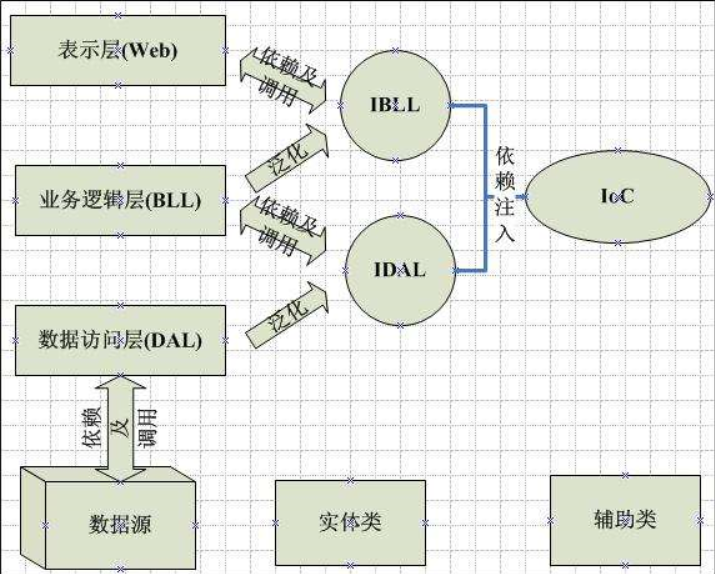 表示层(Web)
依赖及
调用
IBLL
泛化
依
赖
注
入
业务逻辑层(BLL)
IoC
依赖及
调用
IDAL
泛化
数据访问层(DAL)
依赖
及
调用
数据源
实体类
辅助类